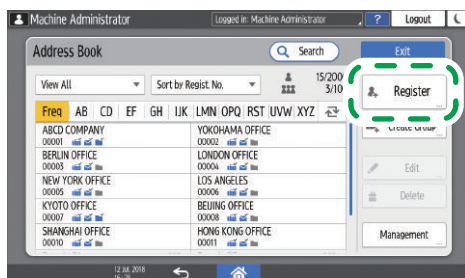 Machine Administrator
Logged in: Machine Administrator
? Logout
Address Book
Search
Exit
View All
Sort by Regist. No.
15/2000
3/10
Register
Freq AB CD EF GH IJK LMN OPQ RST UVW XYZ
Create Group
ABCD COMPANY
00001
YOKOHAMA OFFICE
00002
BERLIN OFFICE
00003
LONDON OFFICE
00004
NEW YORK OFFICE
00005
LOS ANGELES
00006
Edit
KYOTO OFFICE
00007
BEIJING OFFICE
00008
Delete
SHANGHAI OFFICE
00010
HONG KONG OFFICE
00011
Management
12 Jul. 2018